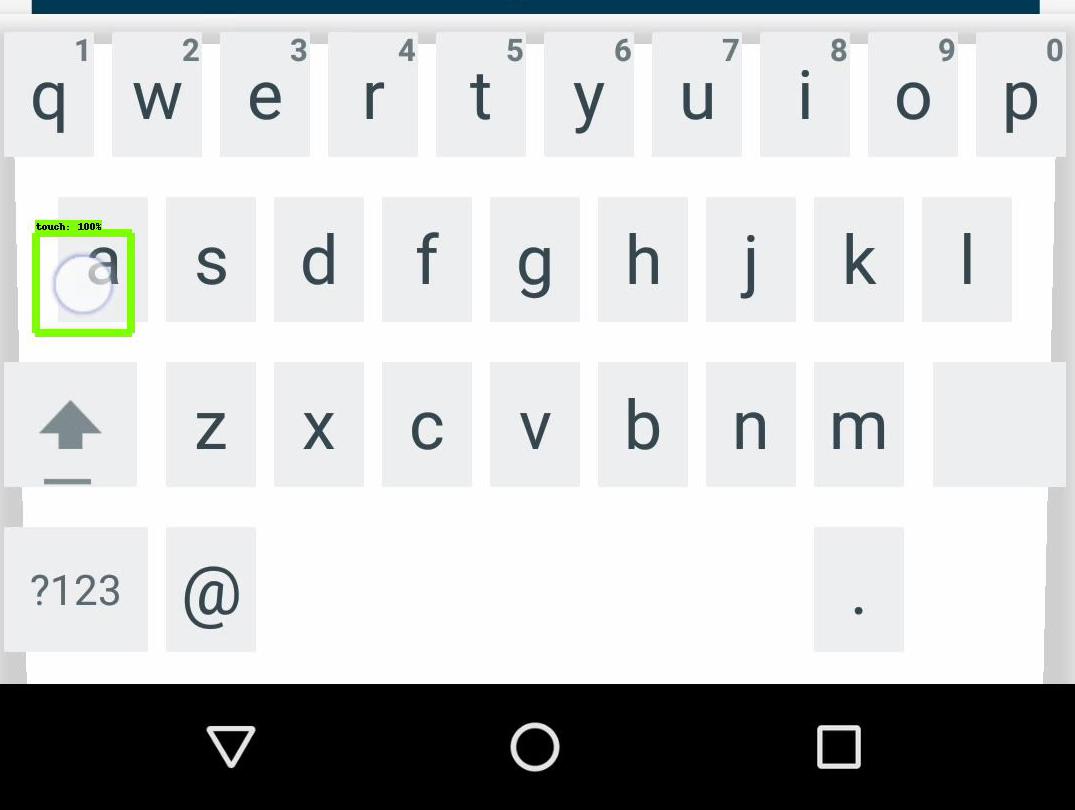 1 2 3 4 5 6 7 8 9 0
q w e r t y u i o p
touch: 100%
a s d f g h j k l
z x c v b n m
?123 @ .